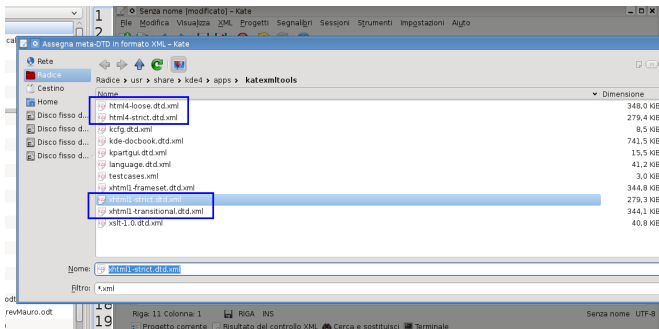 1
2
Senza nome [modificato] – Kate
File Modifica Visualizza XML Progetti Segnalibri Sessioni Strumenti Impostazioni Aiuto
Assegna meta-DTD in formato XML – Kate
Rete
Radice
Cestino
Home
Disco fisso d...
Disco fisso d...
Disco fisso d...
Disco fisso d...
Radice > usr > share > kde4 > apps > katexmltools
Nome Dimensione
html4-loose.dtd.xml 348,0 KiB
html4-strict.dtd.xml 279,4 KiB
kcfg.dtd.xml 8,5 KiB
kde-docbook.dtd.xml 741,5 KiB
kpartgui.dtd.xml 15,5 KiB
language.dtd.xml 41,2 KiB
testcases.xml 3,0 KiB
xhtml1-frameset.dtd.xml 344,8 KiB
xhtml1-strict.dtd.xml 279,3 KiB
xhtml1-transitional.dtd.xml 344,1 KiB
xslt-1.0.dtd.xml 40,8 KiB
Nome: xhtml1-strict.dtd.xml
Filtro: *.xml
odt
revMauro.odt
18
19
Riga: 11 Colonna: 1 RIGA INS Senza nome UTF-8
Progetto corrente Risultato del controllo XML Cerca e sostituisci Terminale